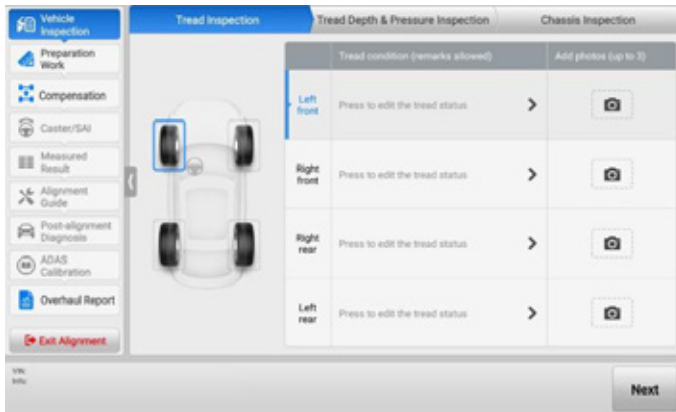 Vehicle
Inspection
Tread Inspection
Tread Depth & Pressure Inspection
Chassis Inspection
Preparation
Work
Compensation
Caster/SAI
Measured
Result
Alignment
Guide
Post-alignment
Diagnosis
ADAS
Calibration
Overhaul Report
Exit Alignment
Tread condition (remarks allowed)
Add photos (up to 3)
Left
front
Press to edit the tread status
Right
front
Press to edit the tread status
Right
rear
Press to edit the tread status
Left
rear
Press to edit the tread status
VIN:
Info:
Next